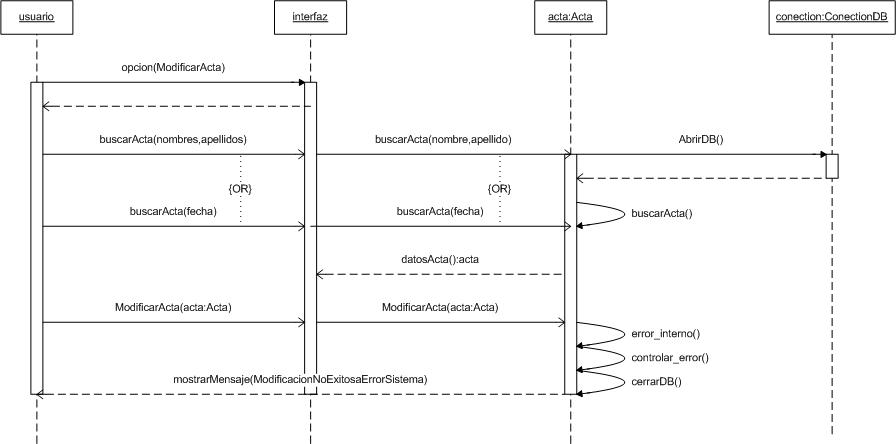 usuario
interfaz
acta:Acta
conection:ConectionDB
opcion(ModificarActa)
buscarActa(nombres,apellidos)
buscarActa(nombre,apellido)
AbrirDB()
{OR}
{OR}
buscarActa(fecha)
buscarActa(fecha)
buscarActa()
datosActa():acta
ModificarActa(acta:Acta)
ModificarActa(acta:Acta)
error_interno()
controlar_error()
mostrarMensaje(ModificacionNoExitosaErrorSistema)
cerrarDB()